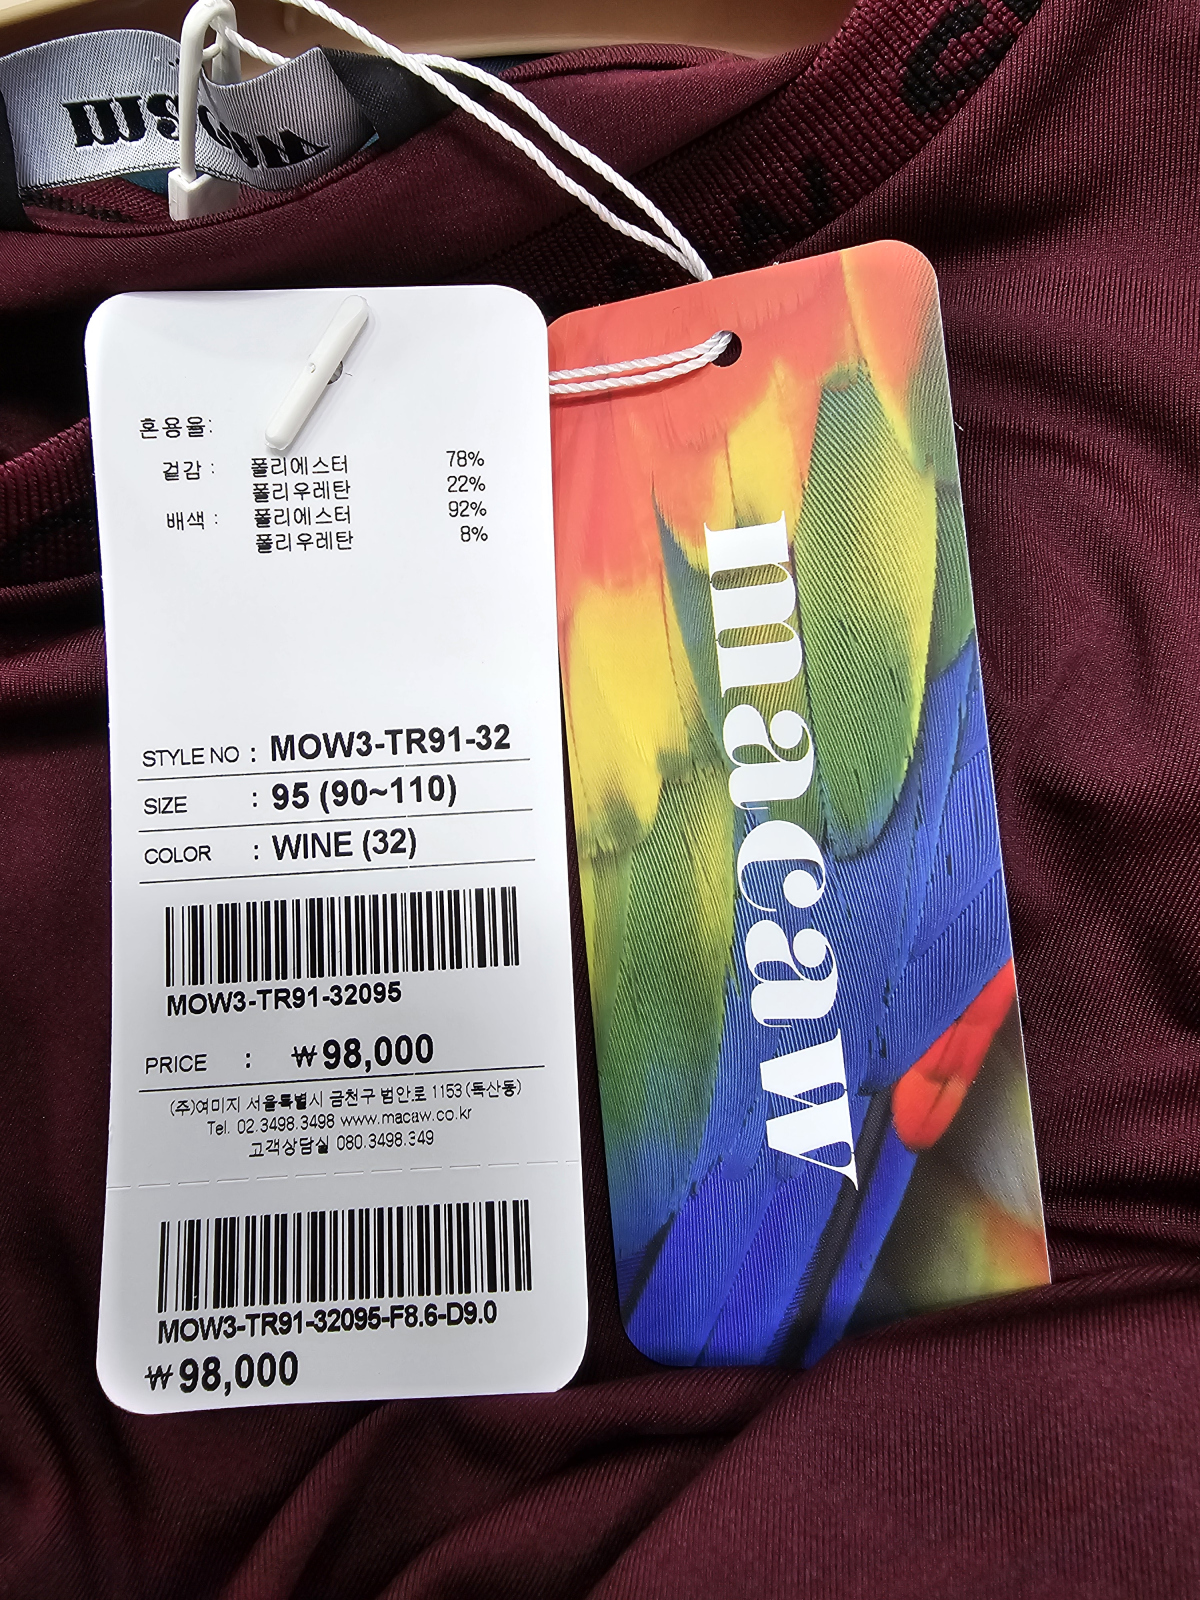 혼용율:
겉감 : 폴리에스터 78%
폴리우레탄 22%
배색 : 폴리에스터 92%
폴리우레탄 8%
STYLE NO : MOW3-TR91-32
SIZE : 95 (90~110)
COLOR : WINE (32)
MOW3-TR91-32095
PRICE : ₩98,000
(주)여미지 서울특별시 금천구 범안로 1153(독산동)
Tel. 02.3498.3498 www.macaw.co.kr
고객상담실 080.3498.349
MOW3-TR91-32095-F8.6-D9.0
₩98,000
macaw